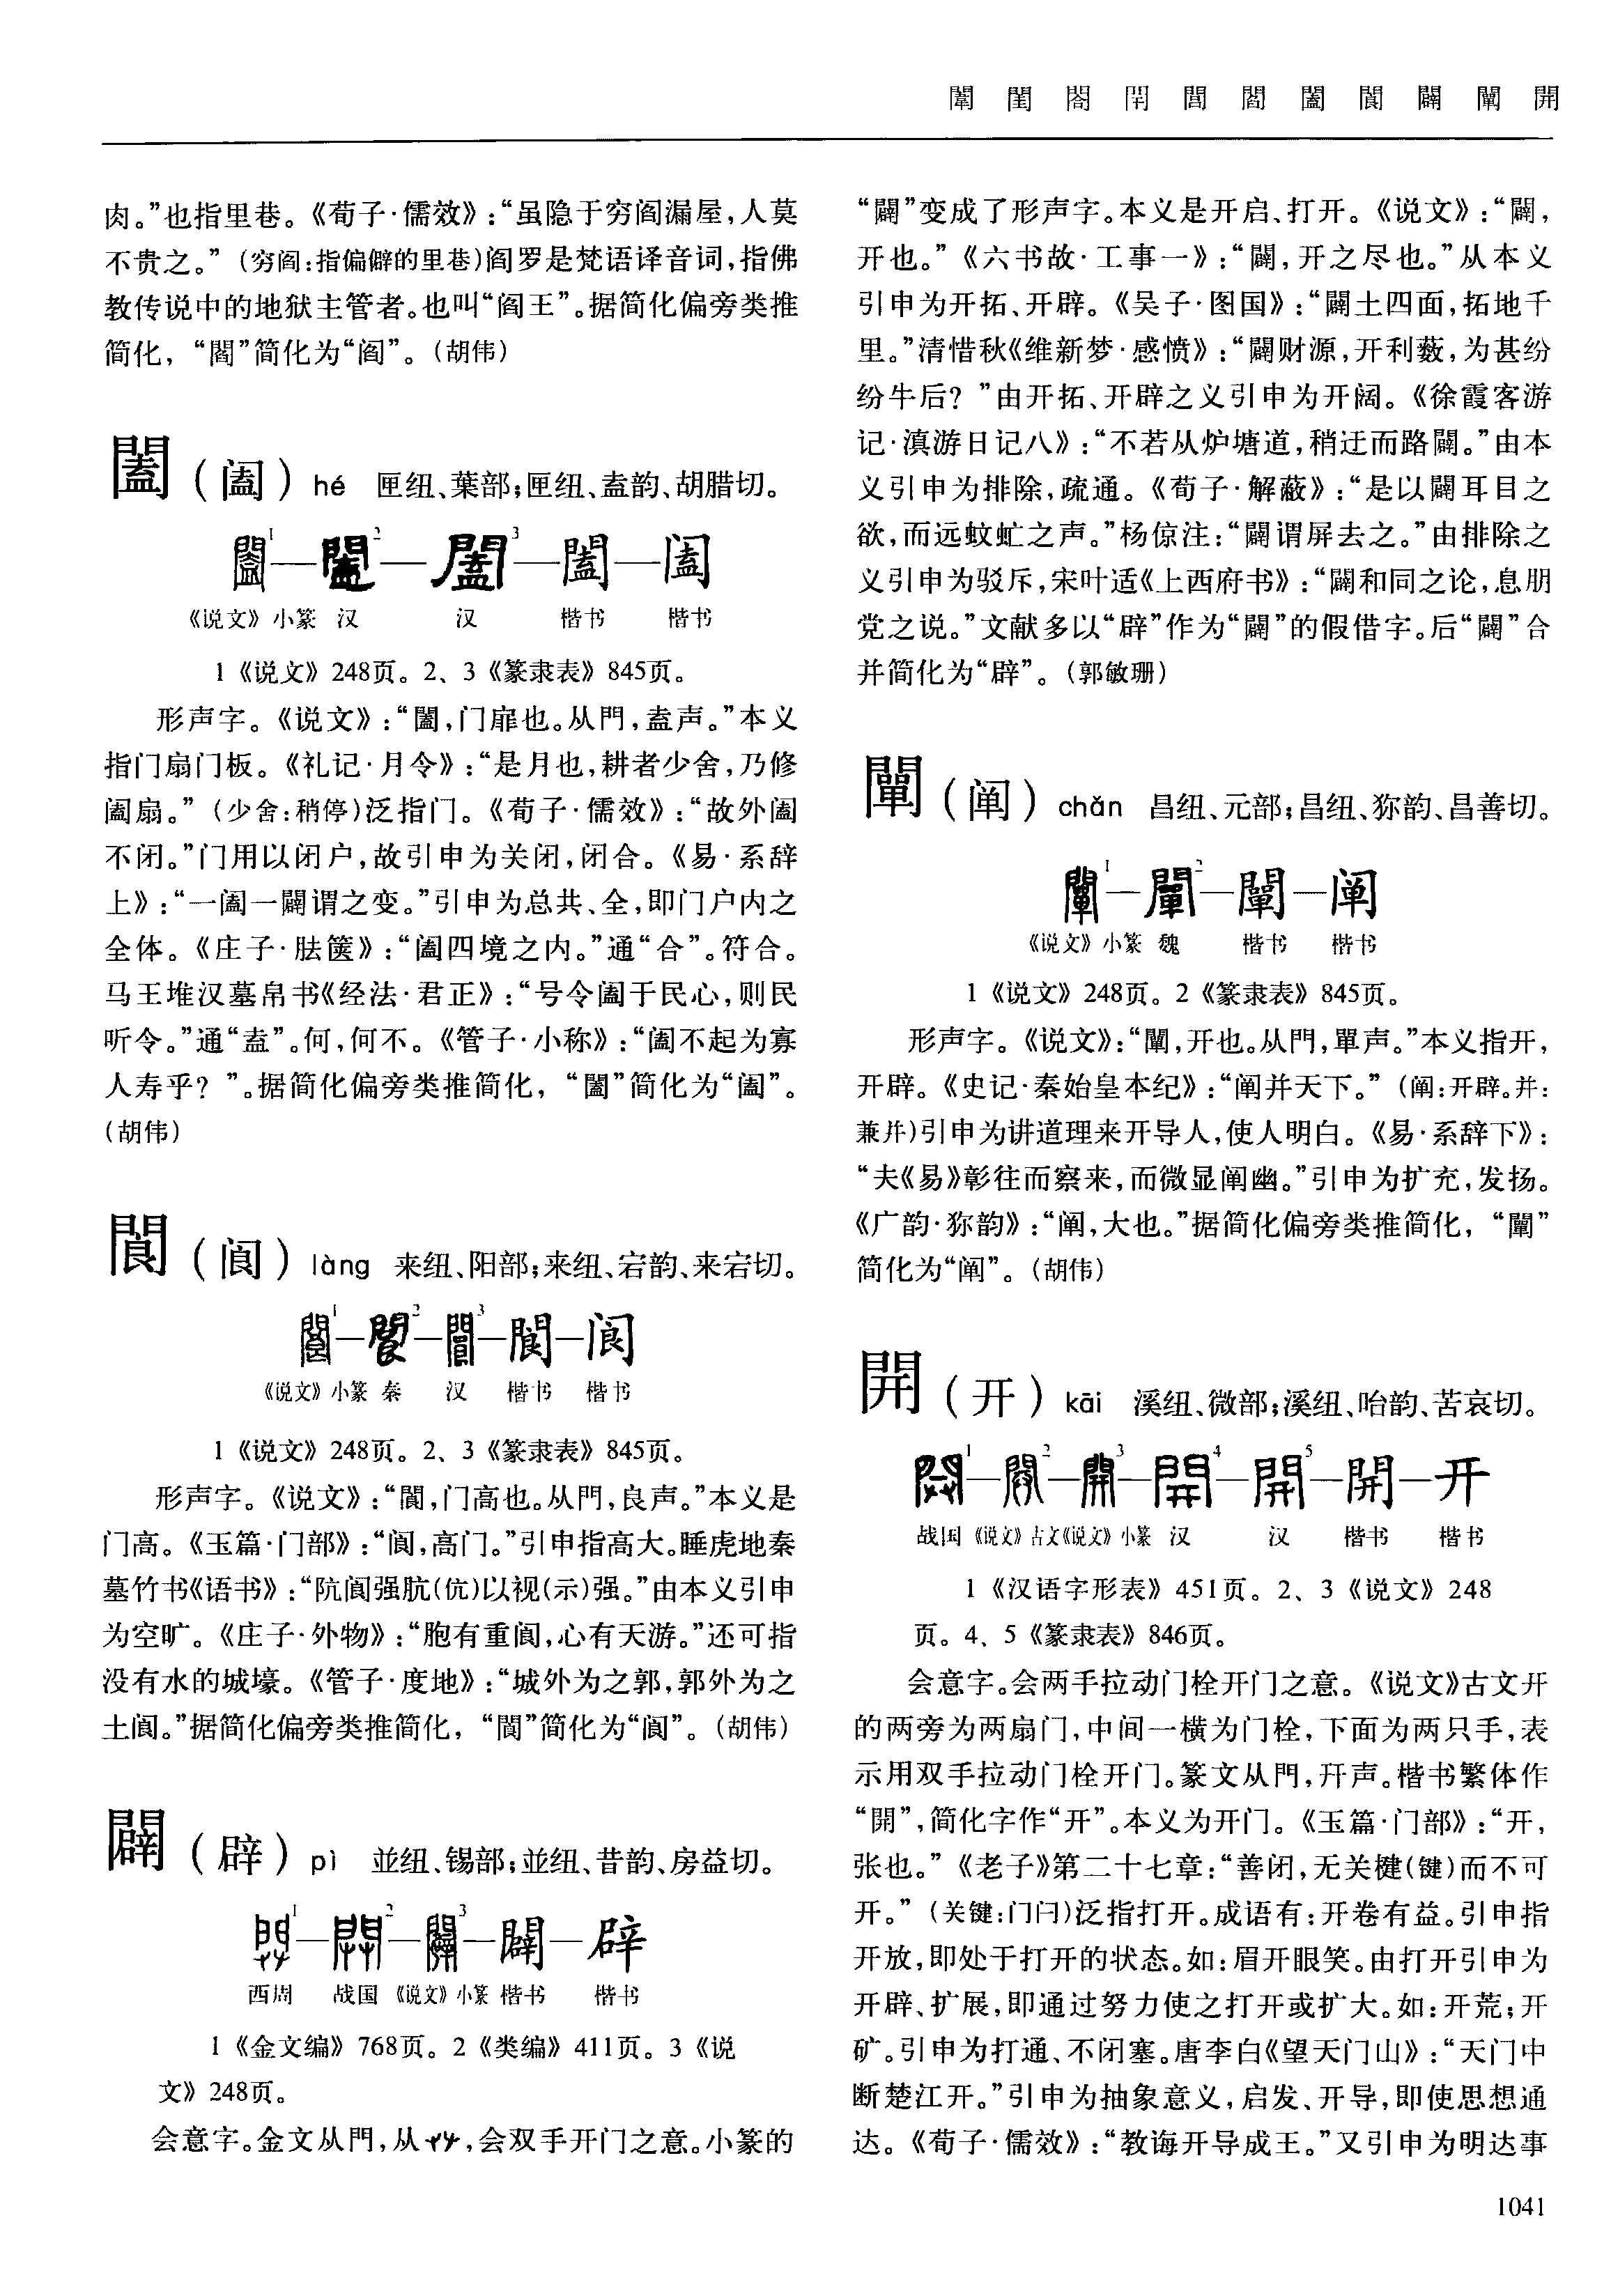 闈 閨 閤 閈 閭 閻 闔 閬 闢 闡 開
肉。”也指里巷。《荀子·儒效》：“虽隐于穷阎漏屋，人莫
不贵之。”（穷阎：指偏僻的里巷）阎罗是梵语译音词，指佛
教传说中的地狱主管者。也叫“阎王”。据简化偏旁类推
简化，“閻”简化为“阎”。（胡伟）
闔（阖）hé 匣纽、葉部；匣纽、盍韵、胡腊切。
闔1—闔2—闔3—闔—阖
《说文》小篆 汉 汉 楷书 楷书
1《说文》248页。2、3《篆隶表》845页。
形声字。《说文》：“闔，门扉也。从門，盍声。”本义
指门扇门板。《礼记·月令》：“是月也，耕者少舍，乃修
阖扇。”（少舍：稍停）泛指门。《荀子·儒效》：“故外阖
不闭。”门用以闭户，故引申为关闭，闭合。《易·系辞
上》：“一阖一闢谓之变。”引申为总共、全，即门户内之
全体。《庄子·胠箧》：“阖四境之内。”通“合”。符合。
马王堆汉墓帛书《经法·君正》：“号令阖于民心，则民
听令。”通“盍”。何，何不。《管子·小称》：“阖不起为寡
人寿乎？”。据简化偏旁类推简化，“闔”简化为“阖”。
（胡伟）
閬（阆）làng 来纽、阳部；来纽、宕韵、来宕切。
閬1—閬2—閬3—閬—阆
《说文》小篆 秦 汉 楷书 楷书
1《说文》248页。2、3《篆隶表》845页。
形声字。《说文》：“閬，门高也。从門，良声。”本义是
门高。《玉篇·门部》：“阆，高门。”引申指高大。睡虎地秦
墓竹书《语书》：“阬阆强肮(伉)以视(示)强。”由本义引申
为空旷。《庄子·外物》：“胞有重阆，心有天游。”还可指
没有水的城壕。《管子·度地》：“城外为之郭，郭外为之
土阆。”据简化偏旁类推简化，“閬”简化为“阆”。（胡伟）
闢（辟）pì 並纽、锡部；並纽、昔韵、房益切。
闢1—闢2—闢3—闢—辟
西周 战国 《说文》小篆 楷书 楷书
1《金文编》768页。2《类编》411页。3《说
文》248页。
会意字。金文从門，从，会双手开门之意。小篆的
“闢”变成了形声字。本义是开启、打开。《说文》：“闢，
开也。”《六书故·工事一》：“闢，开之尽也。”从本义
引申为开拓、开辟。《吴子·图国》：“闢土四面，拓地千
里。”清惜秋《维新梦·感愤》：“闢财源，开利薮，为甚纷
纷牛后？”由开拓、开辟之义引申为开阔。《徐霞客游
记·滇游日记八》：“不若从炉塘道，稍迂而路闢。”由本
义引申为排除，疏通。《荀子·解蔽》：“是以闢耳目之
欲，而远蚊虻之声。”杨倞注：“闢谓屏去之。”由排除之
义引申为驳斥，宋叶适《上西府书》：“闢和同之论，息朋
党之说。”文献多以“辟”作为“闢”的假借字。后“闢”合
并简化为“辟”。（郭敏珊）
闡（阐）chǎn 昌纽、元部；昌纽、狝韵、昌善切。
闡1—闡2—闡—阐
《说文》小篆 魏 楷书 楷书
1《说文》248页。2《篆隶表》845页。
形声字。《说文》：“闡，开也。从門，單声。”本义指开，
开辟。《史记·秦始皇本纪》：“阐并天下。”（阐：开辟。并：
兼并）引申为讲道理来开导人，使人明白。《易·系辞下》：
“夫《易》彰往而察来，而微显阐幽。”引申为扩充，发扬。
《广韵·狝韵》：“阐，大也。”据简化偏旁类推简化，“闡”
简化为“阐”。（胡伟）
開（开）kāi 溪纽、微部；溪纽、咍韵、苦哀切。
開1—開2—開3—開4—開5—開—开
战国 《说文》古文《说文》小篆 汉 汉 楷书 楷书
1《汉语字形表》451页。2、3《说文》248
页。4、5《篆隶表》846页。
会意字。会两手拉动门栓开门之意。《说文》古文开
的两旁为两扇门，中间一横为门栓，下面为两只手，表
示用双手拉动门栓开门。篆文从門，幵声。楷书繁体作
“開”，简化字作“开”。本义为开门。《玉篇·门部》：“开，
张也。”《老子》第二十七章：“善闭，无关楗(键)而不可
开。”（关键：门闩）泛指打开。成语有：开卷有益。引申指
开放，即处于打开的状态。如：眉开眼笑。由打开引申为
开辟、扩展，即通过努力使之打开或扩大。如：开荒；开
矿。引申为打通、不闭塞。唐李白《望天门山》：“天门中
断楚江开。”引申为抽象意义，启发、开导，即使思想通
达。《荀子·儒效》：“教诲开导成王。”又引申为明达事
1041